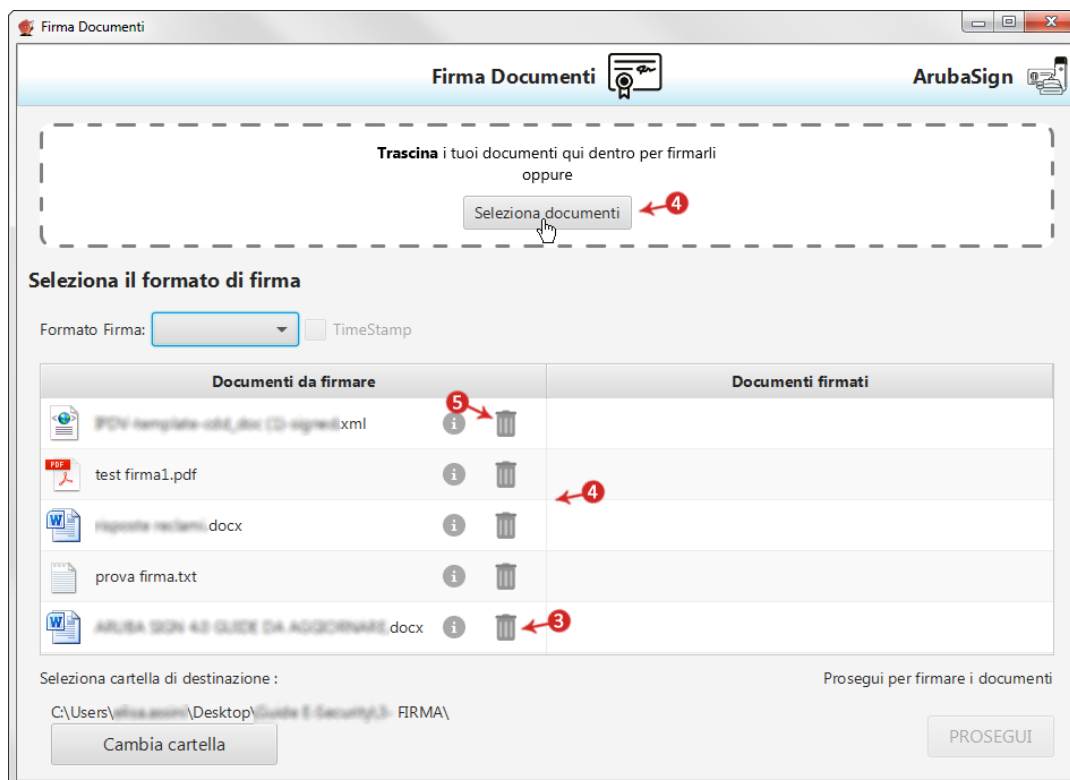 Firma Documenti
Firma Documenti
ArubaSign
Trascina i tuoi documenti qui dentro per firmarli
oppure
Seleziona documenti
4
Seleziona il formato di firma
Formato Firma:
TimeStamp
Documenti da firmare
Documenti firmati
5
.xml
PDF
test firma1.pdf
4
.docx
prova firma.txt
.docx
3
Seleziona cartella di destinazione :
Prosegui per firmare i documenti
C:\Users\ \Desktop\ FIRMA\
Cambia cartella
PROSEGUI